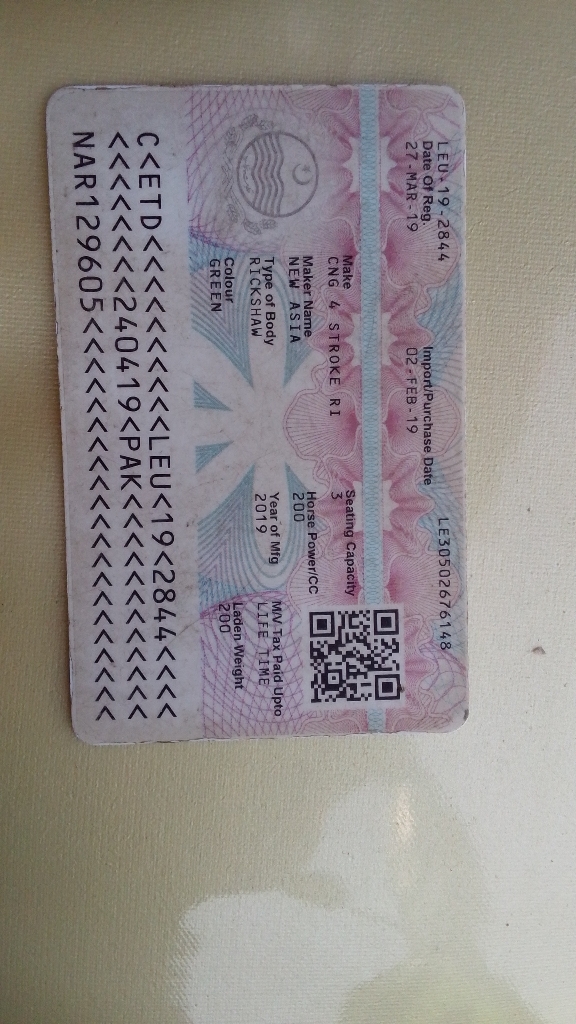 LEU-19-2844
LE30502676148
Date Of Reg.
Import/Purchase Date
27-MAR-19
02-FEB-19
Make
Seating Capacity
CNG 4 STROKE RI
3
Maker Name
Horse Power/CC
NEW ASIA
200
Type of Body
Year of Mfg
M/V Tax Paid Upto
RICKSHAW
2019
LIFE TIME
Colour
Laden Weight
GREEN
200
C<ETD<<<<<<<<<<LEU<19<2844<<<<
<<<<<<<<240419<PAK<<<<<<<<<<<<
NAR129605<<<<<<<<<<<<<<<<<<<<<